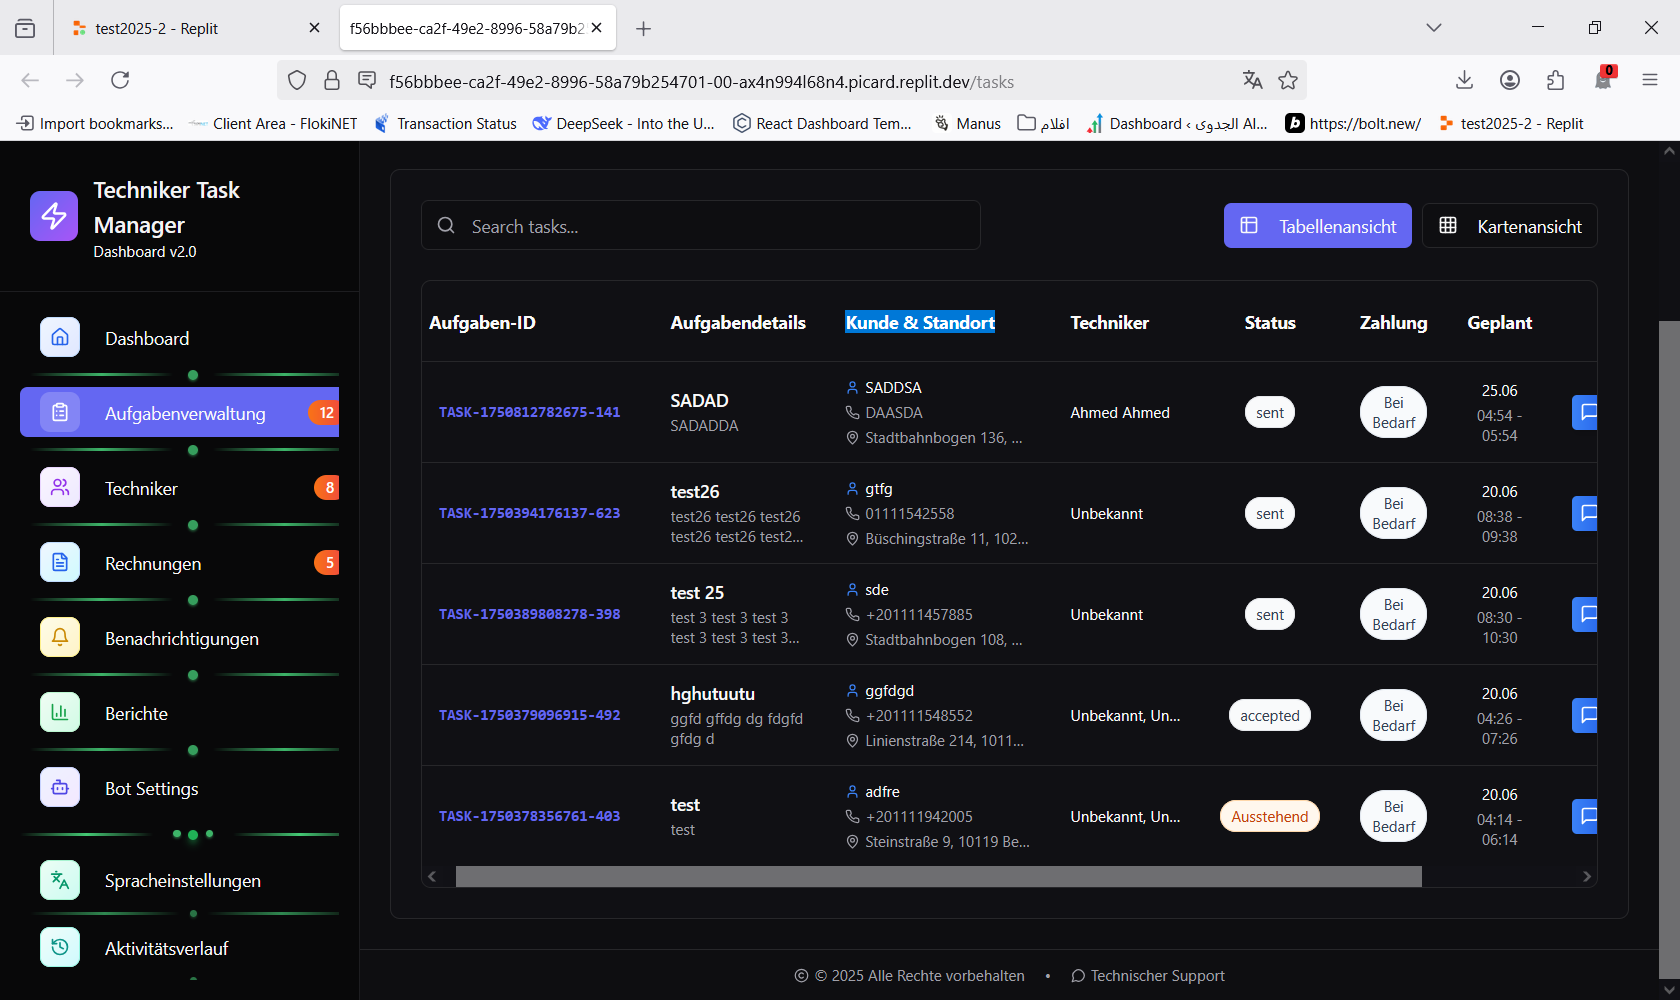 test2025-2 - Replit
f56bbbee-ca2f-49e2-8996-58a79b2
f56bbbee-ca2f-49e2-8996-58a79b254701-00-ax4n994l68n4.picard.replit.dev/tasks
0
Import bookmarks...
Client Area - FlokiNET
Transaction Status
DeepSeek - Into the U...
React Dashboard Tem...
Manus
افلام
Dashboard ‹ الجدوى Al...
b
https://bolt.new/
test2025-2 - Replit
Techniker Task
Manager
Dashboard v2.0
Dashboard
Aufgabenverwaltung 12
Techniker 8
Rechnungen 5
Benachrichtigungen
Berichte
Bot Settings
Spracheinstellungen
Aktivitätsverlauf
Search tasks...
Tabellenansicht
Kartenansicht
Aufgaben-ID Aufgabendetails Kunde & Standort Techniker Status Zahlung Geplant
TASK-1750812782675-141
SADAD
SADADDA
SADDSA
DAASDA
Stadtbahnbogen 136, ...
Ahmed Ahmed
sent
Bei
Bedarf
25.06
04:54 -
05:54
TASK-1750394176137-623
test26
test26 test26 test26
test26 test26 test2...
gtfg
01111542558
Büschingstraße 11, 102...
Unbekannt
sent
Bei
Bedarf
20.06
08:38 -
09:38
TASK-1750389808278-398
test 25
test 3 test 3 test 3
test 3 test 3 test 3...
sde
+201111457885
Stadtbahnbogen 108, ...
Unbekannt
sent
Bei
Bedarf
20.06
08:30 -
10:30
TASK-1750379096915-492
hghutuutu
ggfd gffdg dg fdgfd
gfdg d
ggfdgd
+201111548552
Linienstraße 214, 1011...
Unbekannt, Un...
accepted
Bei
Bedarf
20.06
04:26 -
07:26
TASK-1750378356761-403
test
test
adfre
+201111942005
Steinstraße 9, 10119 Be...
Unbekannt, Un...
Ausstehend
Bei
Bedarf
20.06
04:14 -
06:14
© © 2025 Alle Rechte vorbehalten • Technischer Support